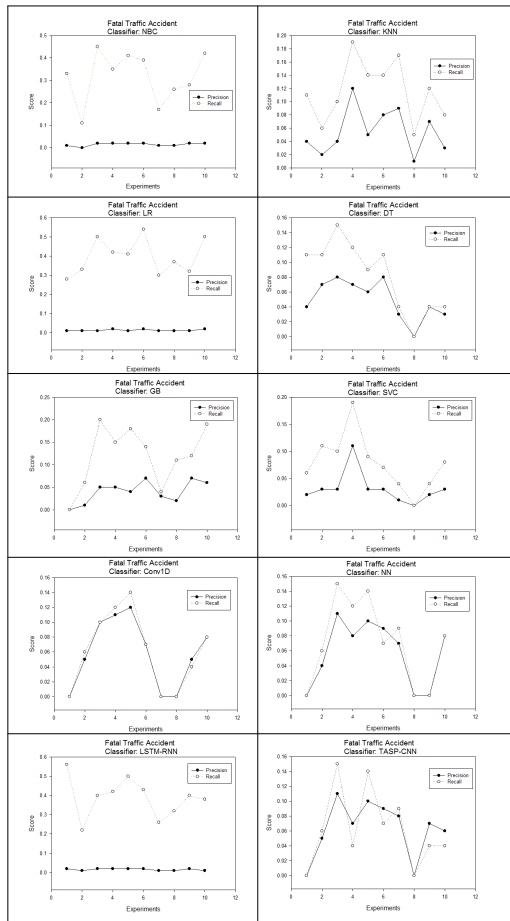 Fatal Traffic Accident
Classifier: NBC
0.5
0.4
0.3
0.2
0.1
0.0
Score
Precision
Recall
0 2 4 6 8 10 12
Experiments
Fatal Traffic Accident
Classifier: KNN
0.20
0.18
0.16
0.14
0.12
0.10
0.08
0.06
0.04
0.02
0.00
Score
Precision
Recall
0 2 4 6 8 10 12
Experiments
Fatal Traffic Accident
Classifier: LR
0.6
0.5
0.4
0.3
0.2
0.1
0.0
Score
Precision
Recall
0 2 4 6 8 10 12
Experiments
Fatal Traffic Accident
Classifier: DT
0.16
0.14
0.12
0.10
0.08
0.06
0.04
0.02
0.00
Score
Precision
Recall
0 2 4 6 8 10 12
Experiments
Fatal Traffic Accident
Classifier: GB
0.25
0.20
0.15
0.10
0.05
0.00
Score
Precision
Recall
0 2 4 6 8 10 12
Experiments
Fatal Traffic Accident
Classifier: SVC
0.20
0.15
0.10
0.05
0.00
Score
Precision
Recall
0 2 4 6 8 10 12
Experiments
Fatal Traffic Accident
Classifier: Conv1D
0.16
0.14
0.12
0.10
0.08
0.06
0.04
0.02
0.00
Score
Precision
Recall
0 2 4 6 8 10 12
Experiments
Fatal Traffic Accident
Classifier: NN
0.16
0.14
0.12
0.10
0.08
0.06
0.04
0.02
0.00
Score
Precision
Recall
0 2 4 6 8 10 12
Experiments
Fatal Traffic Accident
Classifier: LSTM-RNN
0.6
0.5
0.4
0.3
0.2
0.1
0.0
Score
Precision
Recall
0 2 4 6 8 10 12
Experiments
Fatal Traffic Accident
Classifier: TASP-CNN
0.16
0.14
0.12
0.10
0.08
0.06
0.04
0.02
0.00
Score
Precision
Recall
0 2 4 6 8 10 12
Experiments